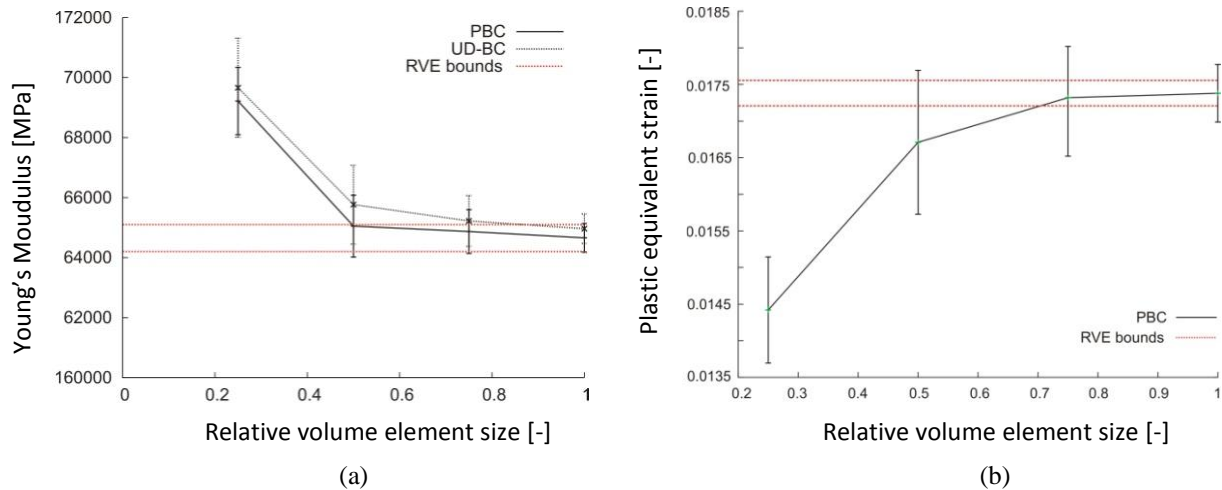 172000
70000
68000
66000
64000
62000
160000
Young's Moudulus [MPa]
PBC
UD-BC
RVE bounds
0
0.2
0.4
0.6
0.8
1
Relative volume element size [-]
(a)
0.0185
0.0175
0.0165
0.0155
0.0145
0.0135
Plastic equivalent strain [-]
PBC
RVE bounds
0.2
0.3
0.4
0.5
0.6
0.7
0.8
0.9
1
Relative volume element size [-]
(b)